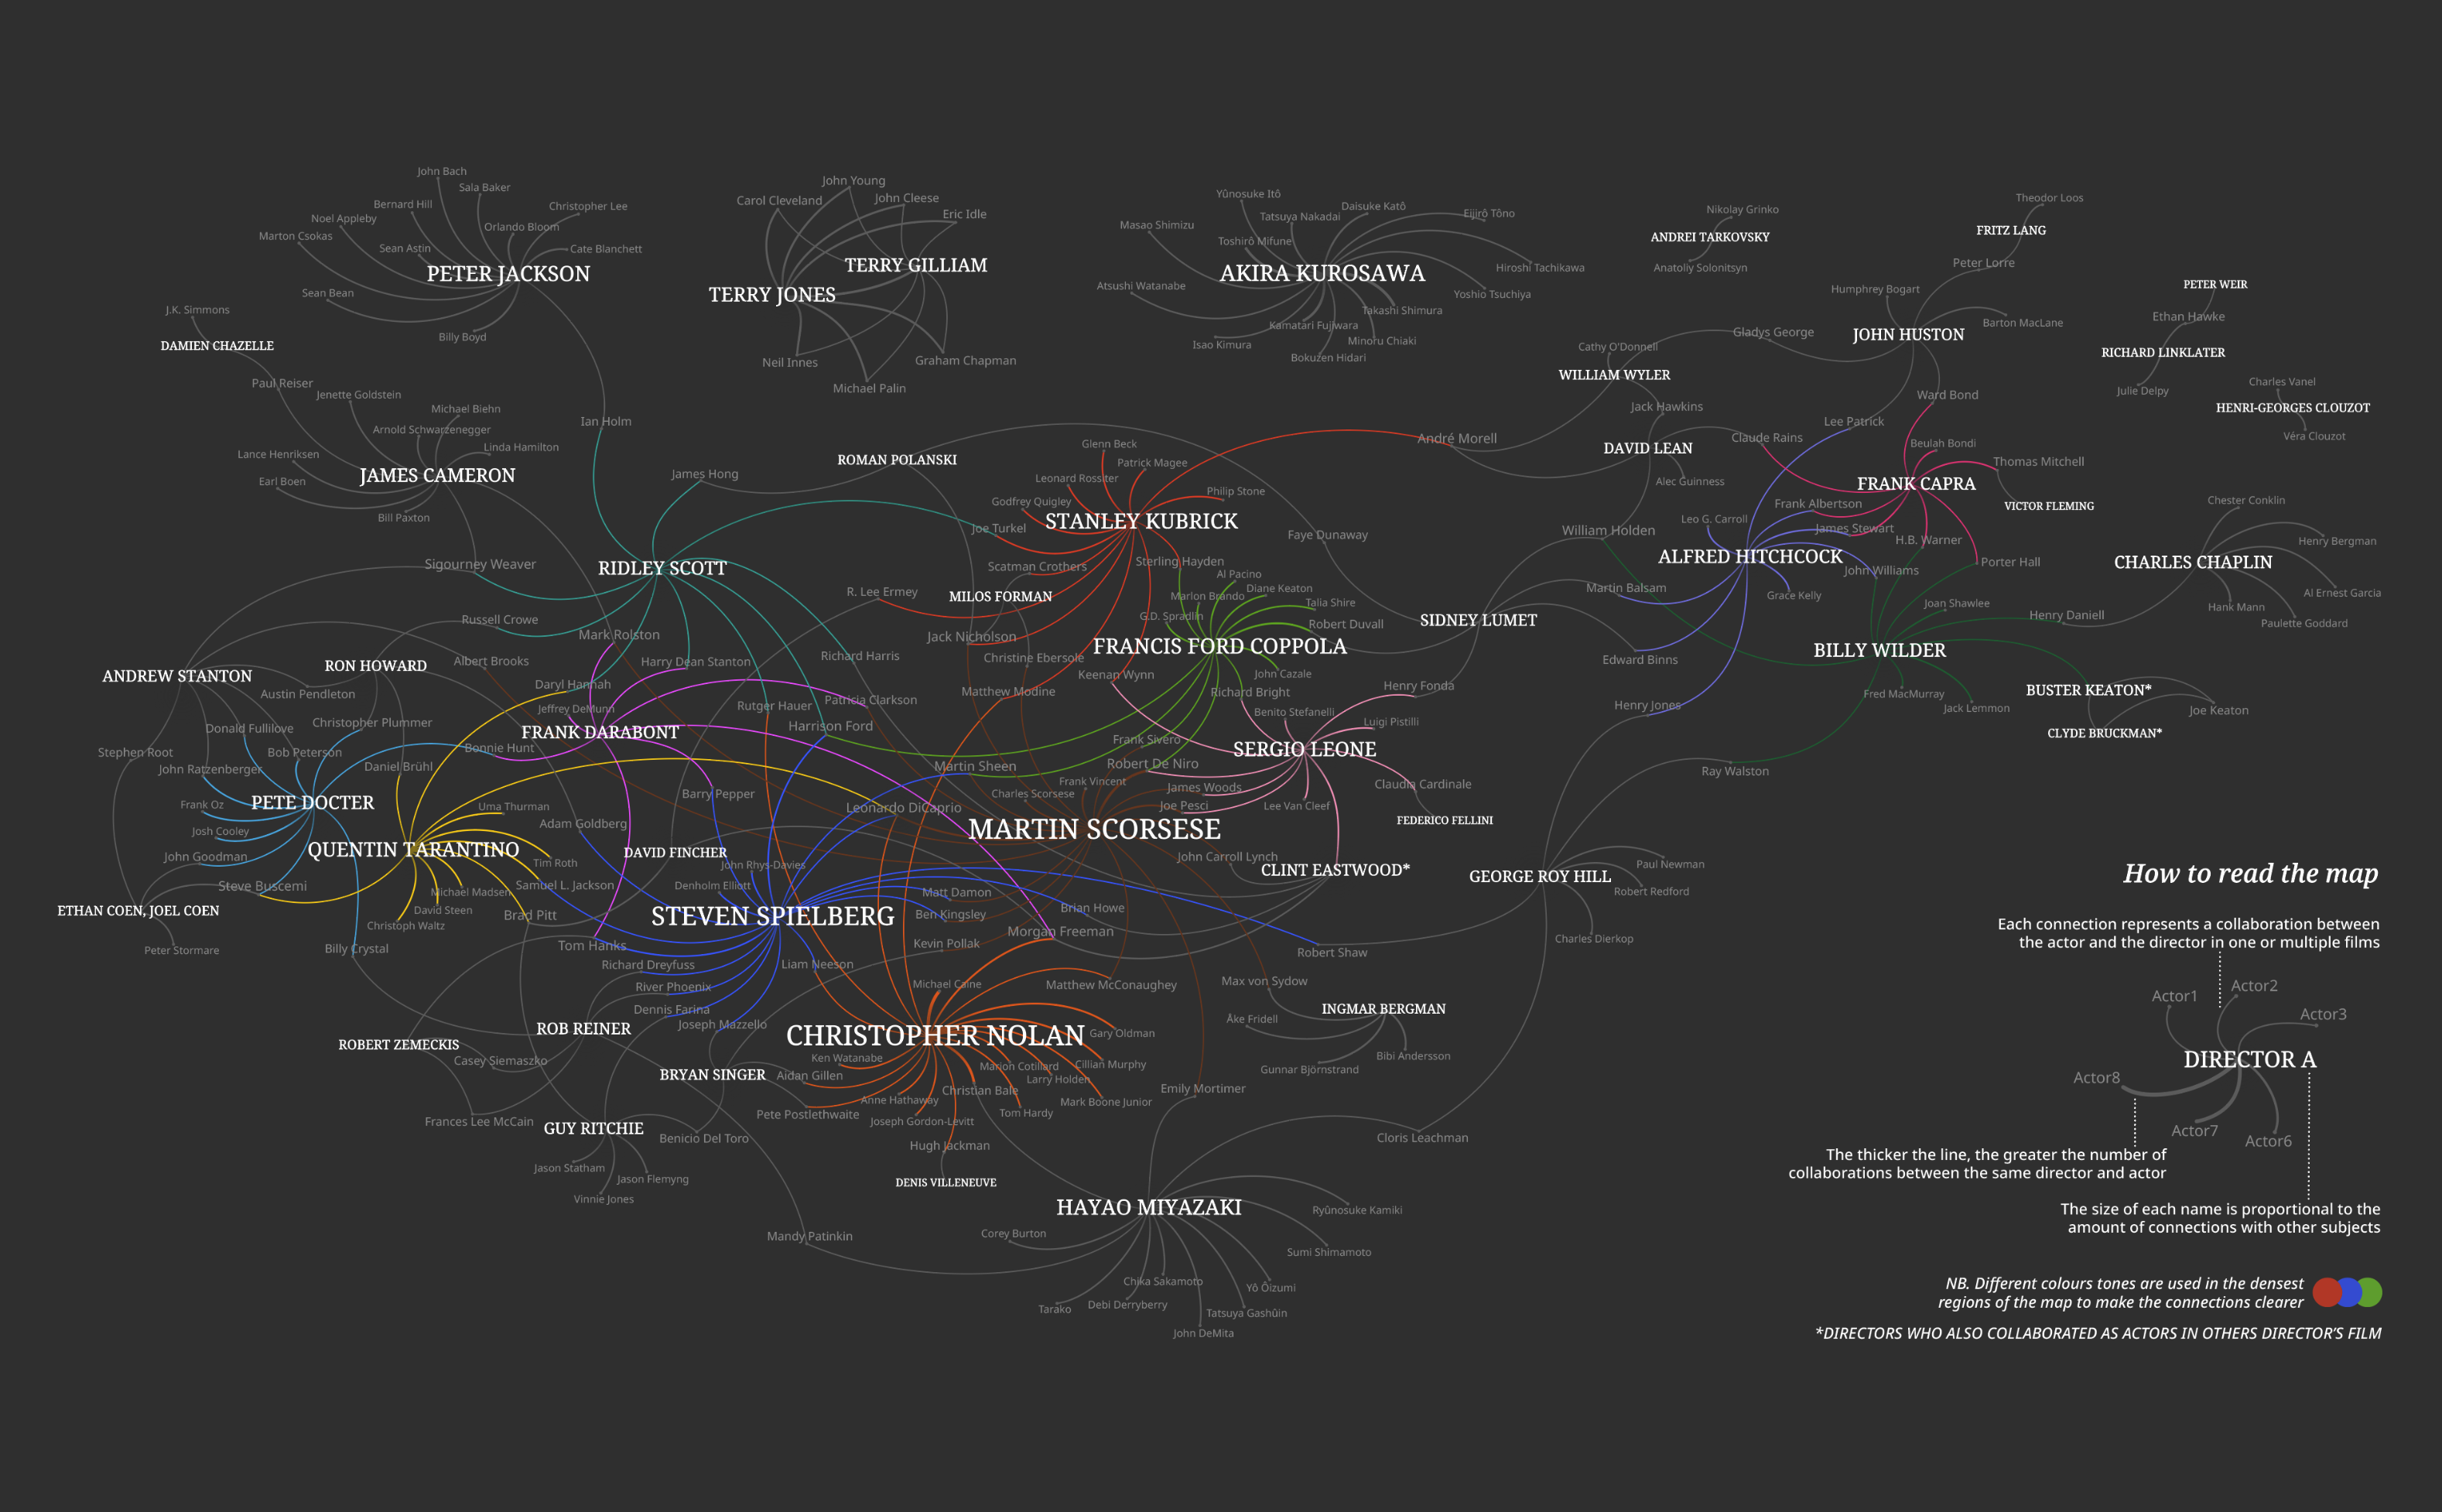 John Bach
Sala Baker
Bernard Hill
Christopher Lee
Noel Appleby
Orlando Bloom
Marton Csokas
Sean Astin
Cate Blanchett
PETER JACKSON
Sean Bean
J.K. Simmons
Billy Boyd
DAMIEN CHAZELLE
Paul Reiser
Jenette Goldstein
Michael Biehn
Ian Holm
Arnold Schwarzenegger
Linda Hamilton
Lance Henriksen
JAMES CAMERON
Earl Boen
Bill Paxton
John Young
Carol Cleveland
John Cleese
Eric Idle
TERRY GILLIAM
TERRY JONES
Neil Innes
Graham Chapman
Michael Palin
Yûnosuke Itô
Daisuke Katô
Masao Shimizu
Tatsuya Nakadai
Eijirô Tôno
Toshirô Mifune
Hiroshi Tachikawa
AKIRA KUROSAWA
Atsushi Watanabe
Yoshio Tsuchiya
Takashi Shimura
Kamatari Fujiwara
Isao Kimura
Minoru Chiaki
Bokuzen Hidari
Nikolay Grinko
ANDREI TARKOVSKY
Anatoliy Solonitsyn
Theodor Loos
FRITZ LANG
Peter Lorre
Humphrey Bogart
Barton MacLane
JOHN HUSTON
Gladys George
Cathy O'Donnell
WILLIAM WYLER
PETER WEIR
Ethan Hawke
RICHARD LINKLATER
Julie Delpy
Charles Vanel
HENRI-GEORGES CLOUZOT
Véra Clouzot
Jack Hawkins
Ward Bond
Lee Patrick
André Morell
Claude Rains
DAVID LEAN
Beulah Bondi
Thomas Mitchell
Alec Guinness
FRANK CAPRA
VICTOR FLEMING
Frank Albertson
Leo G. Carroll
James Stewart
H.B. Warner
William Holden
ALFRED HITCHCOCK
John Williams
Porter Hall
Chester Conklin
Henry Bergman
CHARLES CHAPLIN
Al Ernest Garcia
Hank Mann
Paulette Goddard
Martin Balsam
Grace Kelly
Joan Shawlee
Henry Daniell
SIDNEY LUMET
Edward Binns
BILLY WILDER
Fred MacMurray
Jack Lemmon
BUSTER KEATON*
Joe Keaton
CLYDE BRUCKMAN*
Henry Jones
Ray Walston
James Hong
ROMAN POLANSKI
Glenn Beck
Patrick Magee
Leonard Rossiter
Philip Stone
Godfrey Quigley
STANLEY KUBRICK
Joe Turkel
Faye Dunaway
Sterling Hayden
Scatman Crothers
Al Pacino
Diane Keaton
Marlon Brando
Talia Shire
G.D. Spradlin
Robert Duvall
MILOS FORMAN
R. Lee Ermey
Jack Nicholson
FRANCIS FORD COPPOLA
Christine Ebersole
Keenan Wynn
John Cazale
Richard Bright
Henry Fonda
Richard Harris
Matthew Modine
Benito Stefanelli
Luigi Pistilli
SERGIO LEONE
Frank Sivero
Robert De Niro
Claudia Cardinale
James Woods
Joe Pesci
Lee Van Cleef
FEDERICO FELLINI
Martin Sheen
Frank Vincent
Charles Scorsese
MARTIN SCORSESE
John Carroll Lynch
CLINT EASTWOOD*
Sigourney Weaver
RIDLEY SCOTT
Russell Crowe
Mark Rolston
Albert Brooks
Harry Dean Stanton
RON HOWARD
ANDREW STANTON
Austin Pendleton
Daryl Hannah
Jeffrey DeMunn
Rutger Hauer
Patricia Clarkson
Harrison Ford
FRANK DARABONT
Donald Fullilove
Christopher Plummer
Bonnie Hunt
Stephen Root
Bob Peterson
John Ratzenberger
Daniel Brühl
PETE DOCTER
Frank Oz
Josh Cooley
John Goodman
Steve Buscemi
Barry Pepper
Leonardo DiCaprio
Uma Thurman
Adam Goldberg
QUENTIN TARANTINO
DAVID FINCHER
Tim Roth
John Rhys-Davies
Samuel L. Jackson
Denholm Elliott
Michael Madsen
David Steen
Christoph Waltz
Brad Pitt
ETHAN COEN, JOEL COEN
Peter Stormare
Billy Crystal
Tom Hanks
STEVEN SPIELBERG
Matt Damon
Ben Kingsley
Brian Howe
Morgan Freeman
Kevin Pollak
Richard Dreyfuss
Liam Neeson
River Phoenix
Dennis Farina
Joseph Mazzello
Michael Caine
Matthew McConaughey
Robert Shaw
Max von Sydow
INGMAR BERGMAN
Åke Fridell
Bibi Andersson
Gunnar Björnstrand
GEORGE ROY HILL
Paul Newman
Robert Redford
Charles Dierkop
ROB REINER
ROBERT ZEMECKIS
Casey Siemaszko
Frances Lee McCain
CHRISTOPHER NOLAN
Gary Oldman
Ken Watanabe
Marion Cotillard
Cillian Murphy
BRYAN SINGER
Aidan Gillen
Larry Holden
Christian Bale
Emily Mortimer
Anne Hathaway
Mark Boone Junior
Pete Postlethwaite
Tom Hardy
Joseph Gordon-Levitt
GUY RITCHIE
Benicio Del Toro
Hugh Jackman
Cloris Leachman
Jason Statham
Jason Flemyng
Vinnie Jones
DENIS VILLENEUVE
HAYAO MIYAZAKI
Ryûnosuke Kamiki
Mandy Patinkin
Corey Burton
Sumi Shimamoto
Chika Sakamoto
Yô Ôizumi
Tarako
Debi Derryberry
Tatsuya Gashûin
John DeMita
How to read the map
Each connection represents a collaboration between
the actor and the director in one or multiple films
Actor1
Actor2
Actor3
DIRECTOR A
Actor8
Actor7
Actor6
The thicker the line, the greater the number of
collaborations between the same director and actor
The size of each name is proportional to the
amount of connections with other subjects
NB. Different colours tones are used in the densest
regions of the map to make the connections clearer
*DIRECTORS WHO ALSO COLLABORATED AS ACTORS IN OTHERS DIRECTOR'S FILM